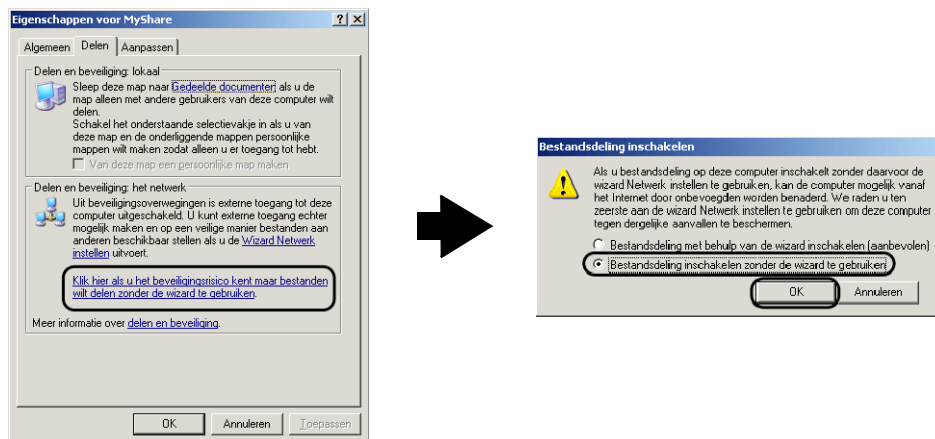 Eigenschappen voor MyShare
Algemeen Delen Aanpassen
Delen en beveiliging: lokaal
Sleep deze map naar Gedeelde documenten als u de
map alleen met andere gebruikers van deze computer wilt
delen.
Schakel het onderstaande selectievakje in als u van
deze map en de onderliggende mappen persoonlijke
mappen wilt maken zodat alleen u er toegang tot hebt.
Van deze map een persoonlijke map maken
Delen en beveiliging: het netwerk
Uit beveiligingsoverwegingen is externe toegang tot deze
computer uitgeschakeld. U kunt externe toegang echter
mogelijk maken en op een veilige manier bestanden aan
anderen beschikbaar stellen als u de Wizard Netwerk
instellen uitvoert.
Klik hier als u het beveiligingsrisico kent maar bestanden
wilt delen zonder de wizard te gebruiken.
Meer informatie over delen en beveiliging.
OK Annuleren Toepassen
Bestandsdeling inschakelen
Als u bestandsdeling op deze computer inschakelt zonder daarvoor de
wizard Netwerk instellen te gebruiken, kan de computer mogelijk vanaf
het Internet door onbevoegden worden benaderd. We raden u ten
zeerste aan de wizard Netwerk instellen te gebruiken om deze computer
tegen dergelijke aanvallen te beschermen.
Bestandsdeling met behulp van de wizard inschakelen (aanbevolen)
Bestandsdeling inschakelen zonder de wizard te gebruiken
OK Annuleren